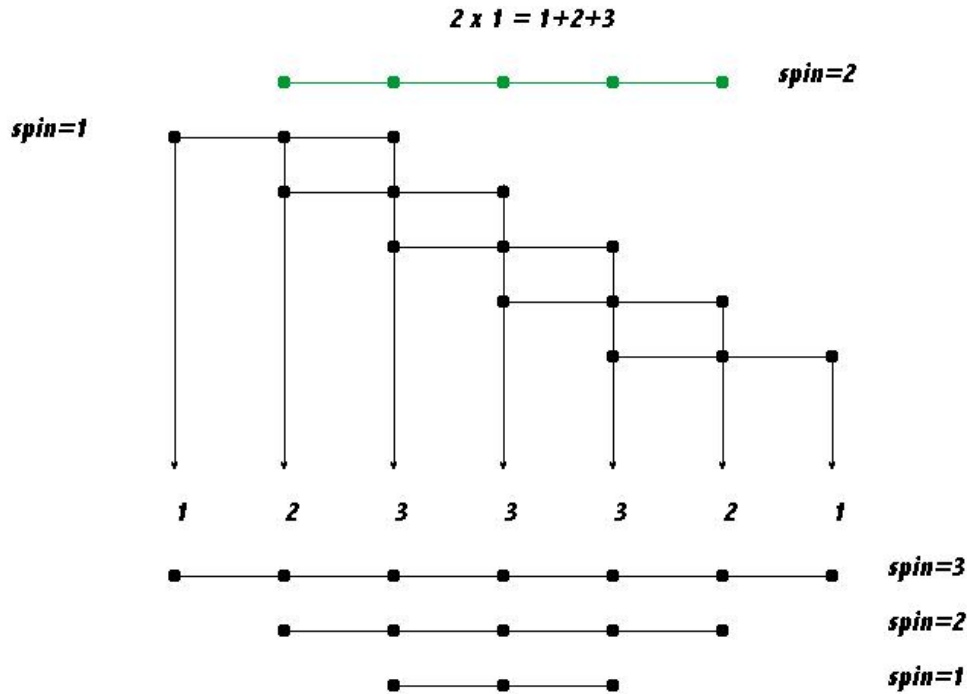 2 x 1 = 1+2+3
spin=2
spin=1
1 2 3 3 3 2 1
spin=3
spin=2
spin=1